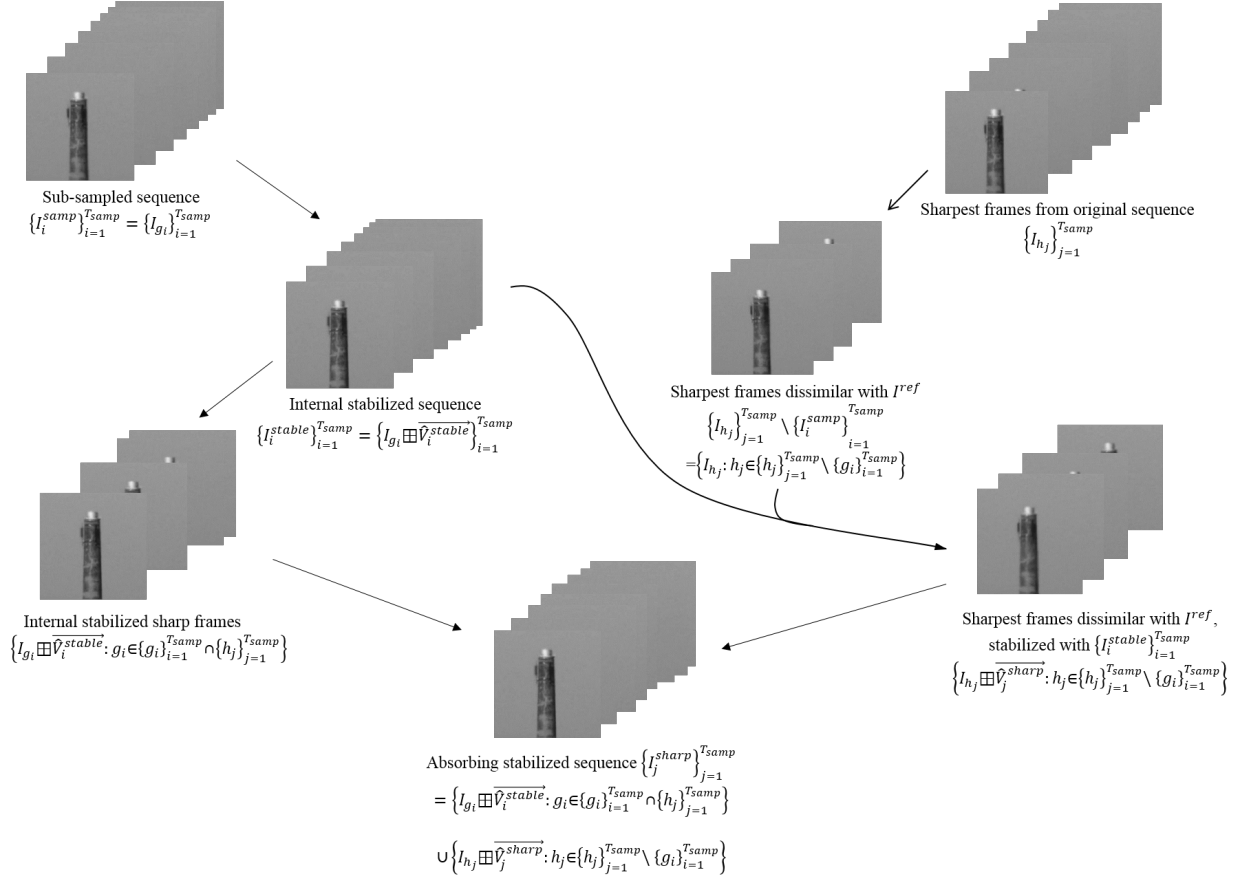 Sub-sampled sequence
{I_i^{samp}}_{i=1}^{T_{samp}} = {I_{g_i}}_{i=1}^{T_{samp}}
Sharpest frames from original sequence
{I_{h_j}}_{j=1}^{T_{samp}}
Internal stabilized sequence
{I_i^{stable}}_{i=1}^{T_{samp}} = {I_{g_i}⊞\overrightarrow{V̂_i^{stable}}}_{i=1}^{T_{samp}}
Sharpest frames dissimilar with I^{ref}
{I_{h_j}}_{j=1}^{T_{samp}} \ {I_i^{samp}}_{i=1}^{T_{samp}}
={I_{h_j}: h_j∈{h_j}_{j=1}^{T_{samp}} \ {g_i}_{i=1}^{T_{samp}}}
Internal stabilized sharp frames
{I_{g_i}⊞\overrightarrow{V̂_i^{stable}}: g_i∈{g_i}_{i=1}^{T_{samp}}∩{h_j}_{j=1}^{T_{samp}}}
Sharpest frames dissimilar with I^{ref},
stabilized with {I_i^{stable}}_{i=1}^{T_{samp}}
{I_{h_j}⊞\overrightarrow{V̂_j^{sharp}}: h_j∈{h_j}_{j=1}^{T_{samp}} \ {g_i}_{i=1}^{T_{samp}}}
Absorbing stabilized sequence {I_j^{sharp}}_{j=1}^{T_{samp}}
= {I_{g_i}⊞\overrightarrow{V̂_i^{stable}}: g_i∈{g_i}_{i=1}^{T_{samp}}∩{h_j}_{j=1}^{T_{samp}}}
∪{I_{h_j}⊞\overrightarrow{V̂_j^{sharp}}: h_j∈{h_j}_{j=1}^{T_{samp}} \ {g_i}_{i=1}^{T_{samp}}}